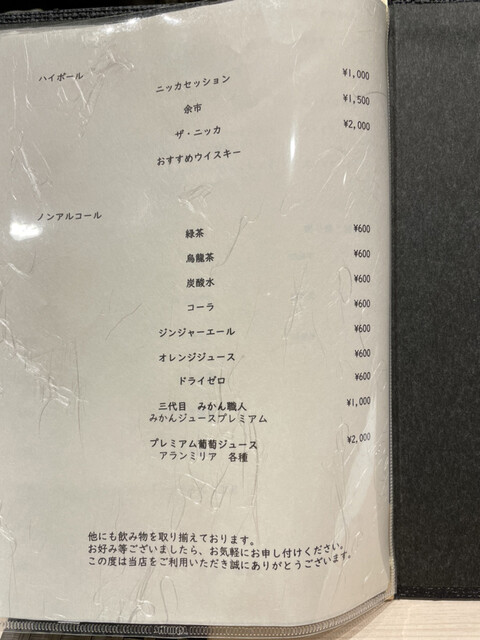 ハイボール
ニッカセッション ¥1,000
余市 ¥1,500
ザ・ニッカ ¥2,000
おすすめウイスキー
ノンアルコール
緑茶 ¥600
烏龍茶 ¥600
炭酸水 ¥600
コーラ ¥600
ジンジャーエール ¥600
オレンジジュース ¥600
ドライゼロ ¥600
三代目 みかん職人 ¥1,000
みかんジュースプレミアム
プレミアム葡萄ジュース ¥2,000
アランミリア 各種
他にも飲み物を取り揃えております。
お好み等ございましたら、お気軽にお申し付けください。
この度は当店をご利用いただき誠にありがとうございます。